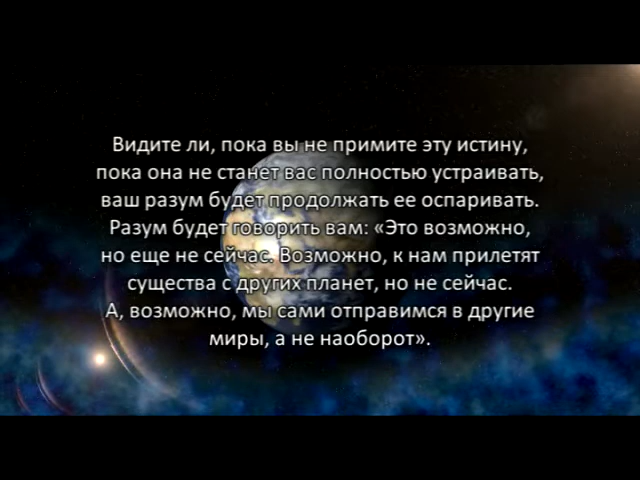 Видите ли, пока вы не примите эту истину,
пока она не станет вас полностью устраивать,
ваш разум будет продолжать ее оспаривать.
Разум будет говорить вам: «Это возможно,
но еще не сейчас. Возможно, к нам прилетят
существа с других планет, но не сейчас.
А, возможно, мы сами отправимся в другие
миры, а не наоборот».